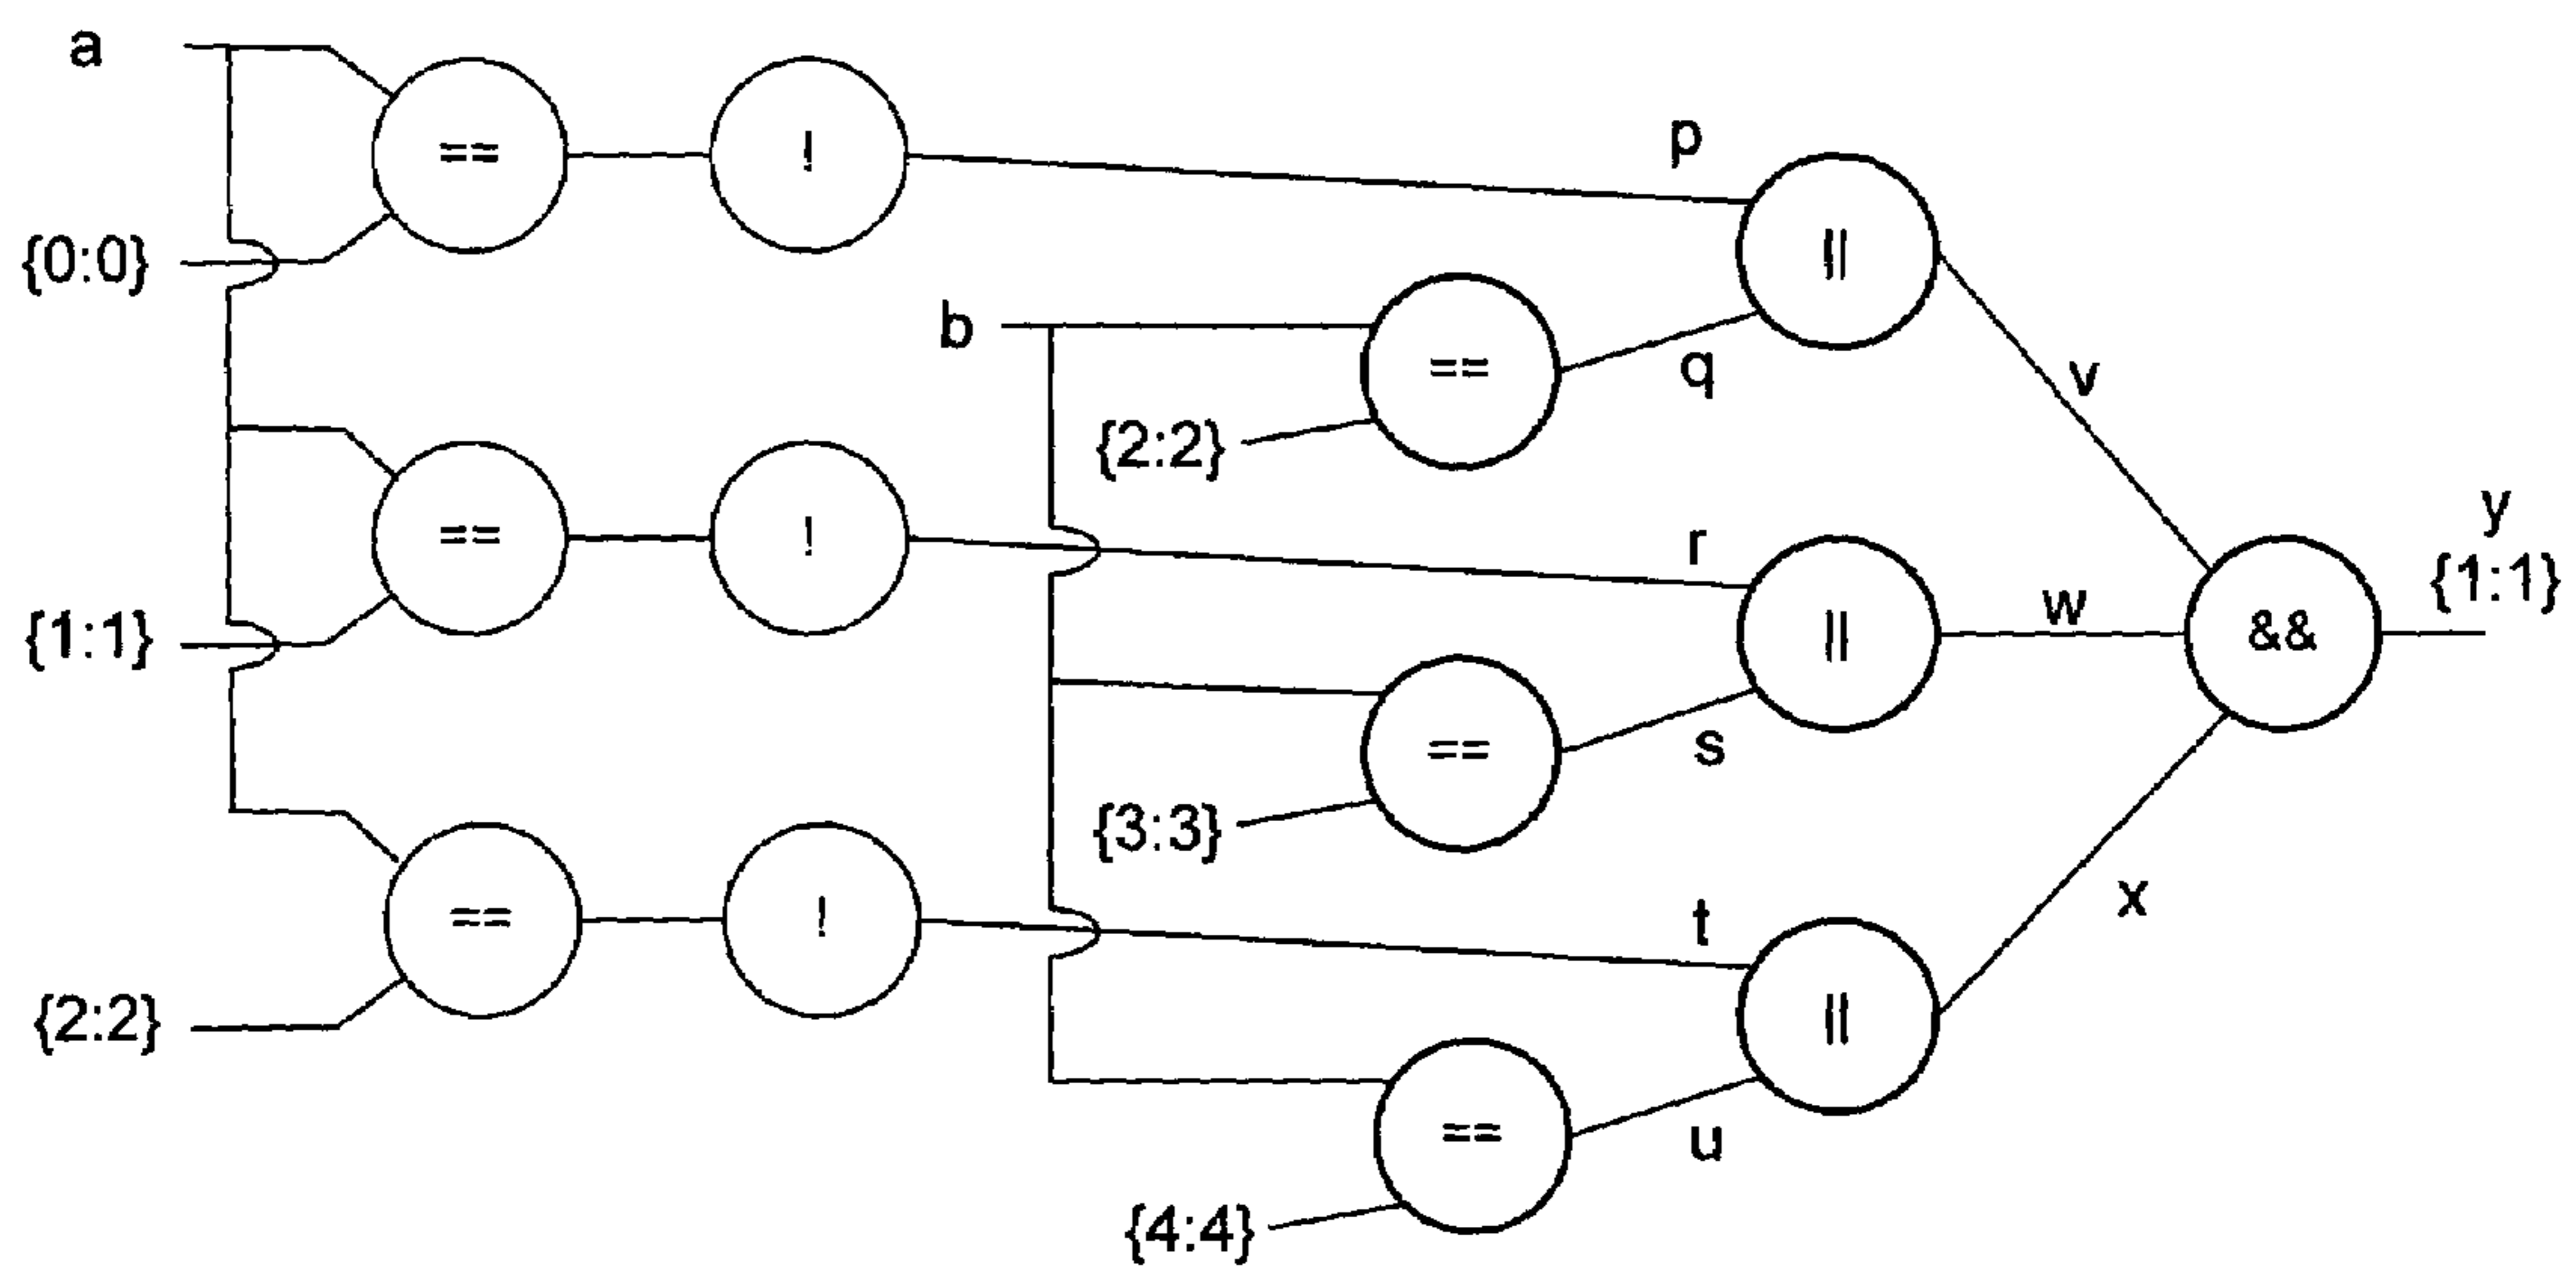 a
== !
p
{0:0}
||
b
==
q
{2:2}
v
== !
r
||
w
&&
y
{1:1}
{1:1}
==
s
{3:3}
== !
t
x
||
{2:2}
==
u
{4:4}